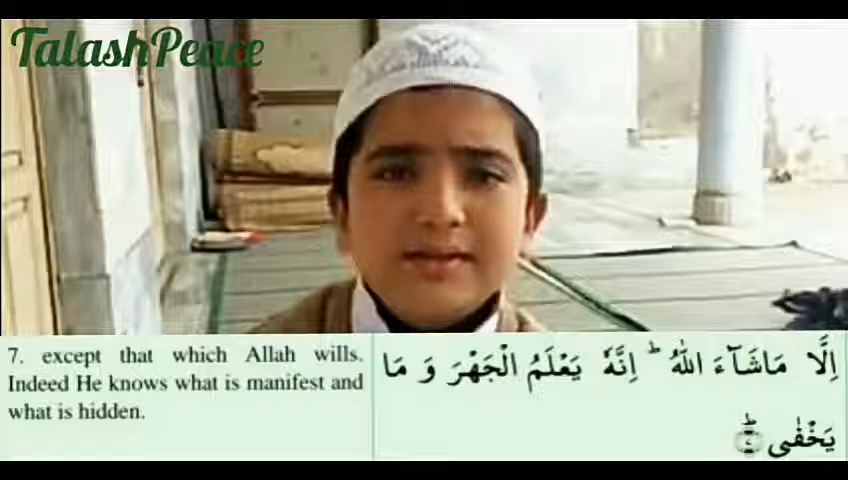 TalashPeace
7. except that which Allah wills.
Indeed He knows what is manifest and
what is hidden.
اِلَّا مَاشَآءَ اللّٰهُ ؕ اِنَّهٗ يَعْلَمُ الْجَهْرَ وَ مَا
يَخْفٰى ؕ